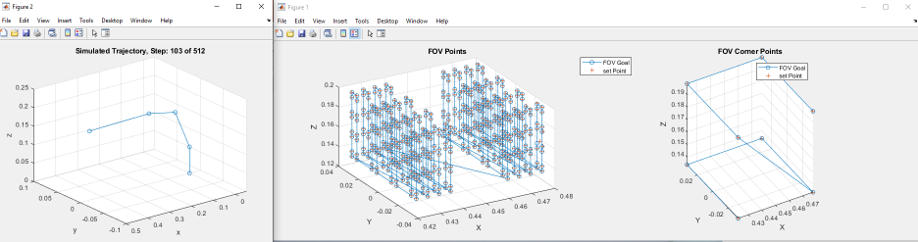 Figure 2
File Edit View Insert Tools Desktop Window Help
Simulated Trajectory, Step: 103 of 512
0.25
0.2
0.15
0.1
0.05
0
z
0.1
0.05
0
-0.05
-0.1
y
0.5
0.4
0.3
0.2
0.1
0
x
Figure 1
File Edit View Insert Tools Desktop Window Help
FOV Points
FOV Goal
set Point
0.2
0.18
0.16
0.14
0.12
Z
0.04
0.02
0
-0.02
-0.04
Y
0.42
0.43
0.44
0.45
0.46
0.47
0.48
X
FOV Corner Points
FOV Goal
set Point
0.19
0.18
0.17
0.16
0.15
0.14
Z
0.02
0
-0.02
Y
0.43
0.44
0.45
0.46
0.47
X